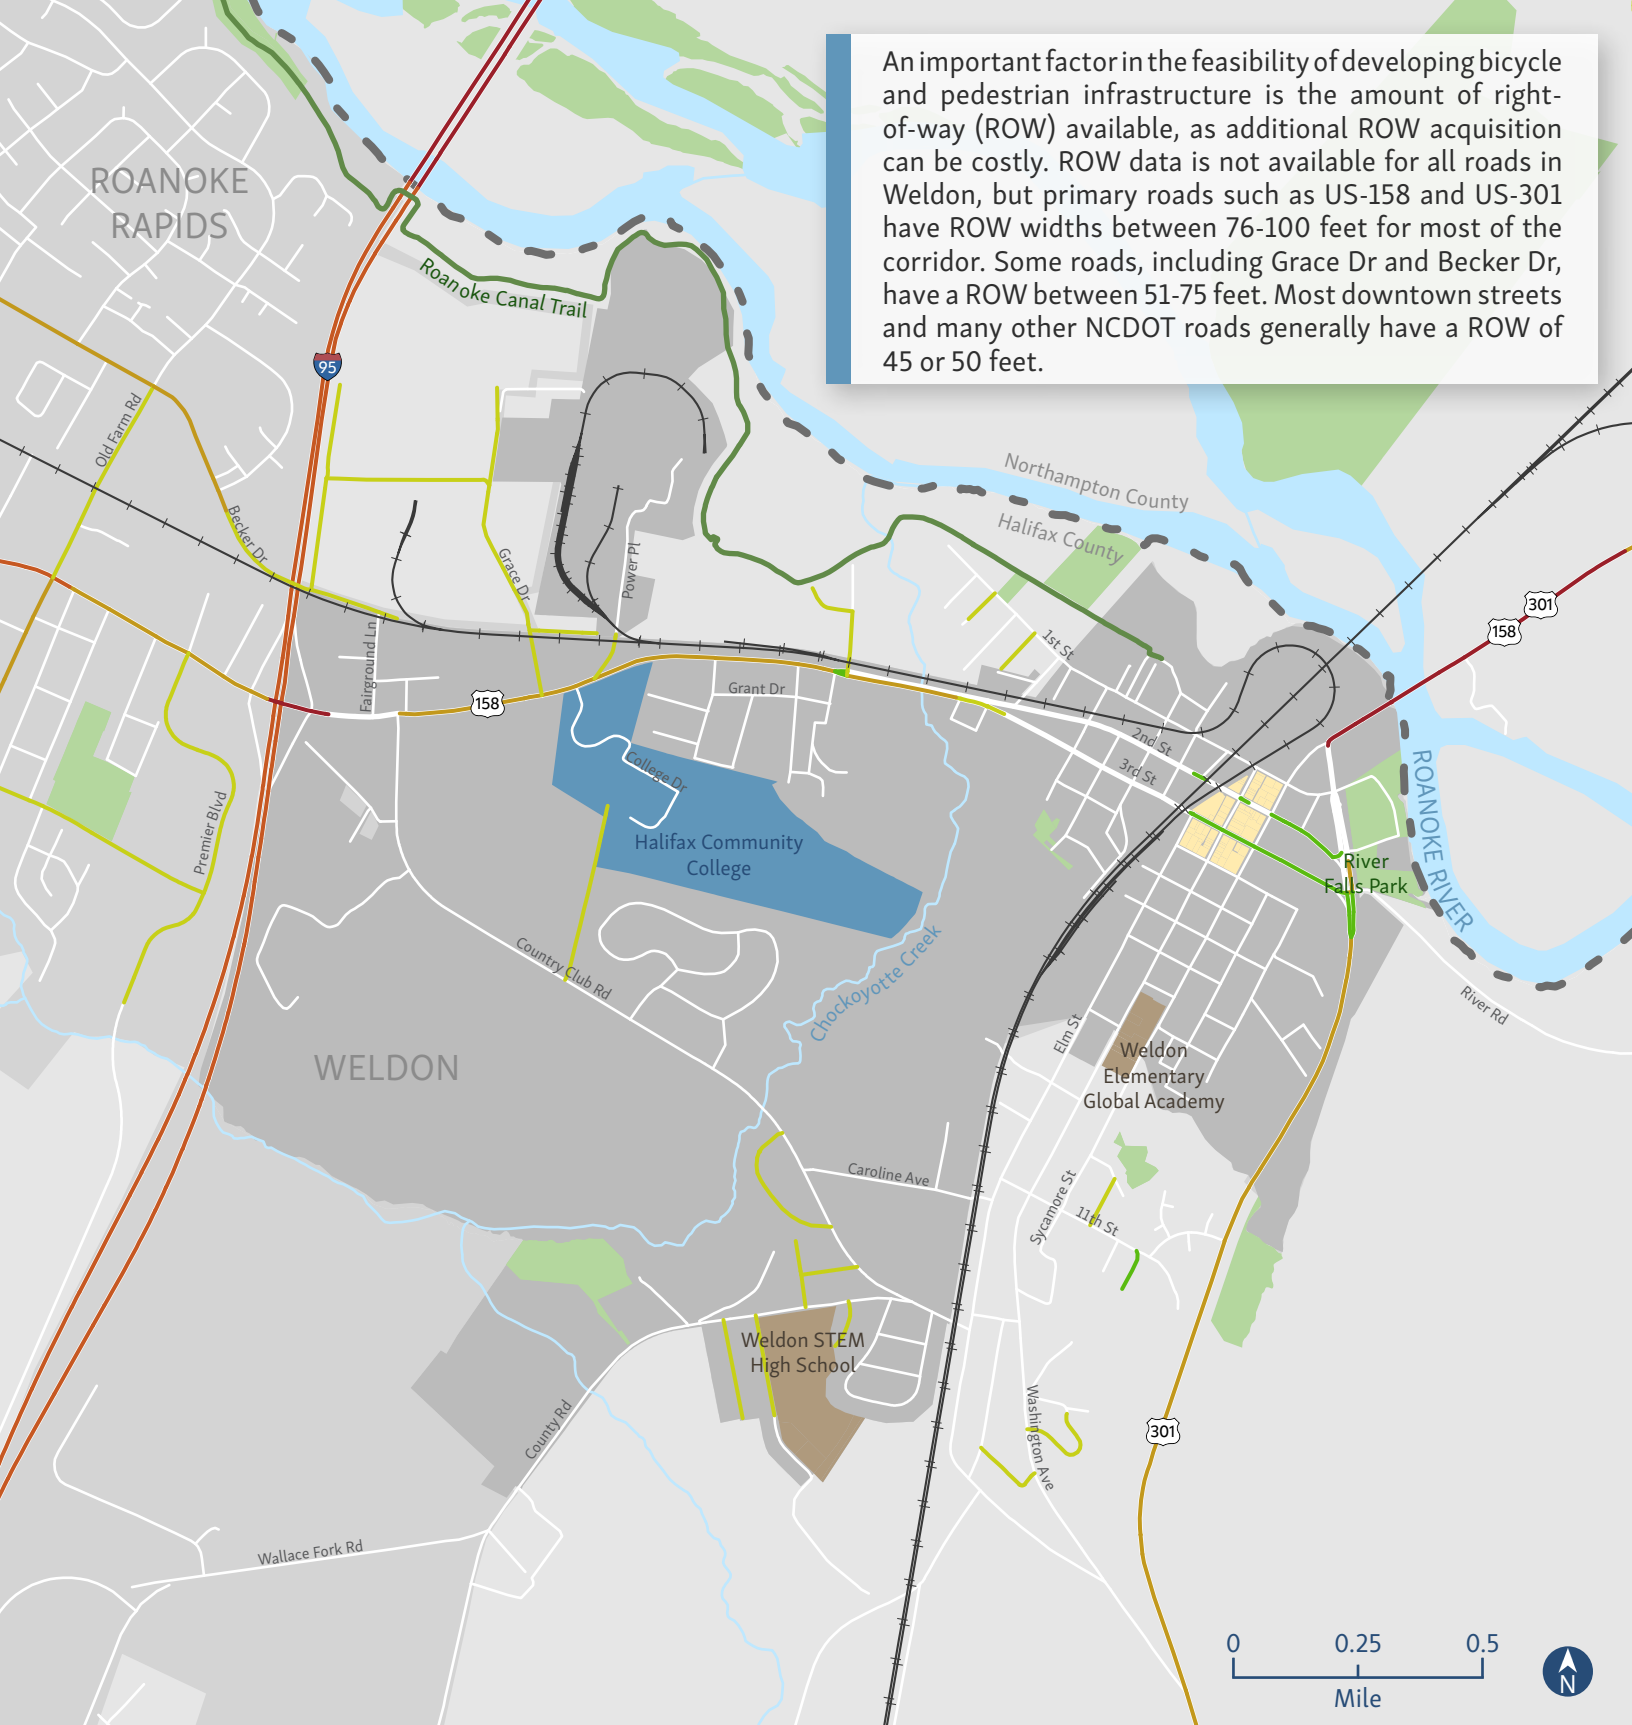 An important factor in the feasibility of developing bicycle
and pedestrian infrastructure is the amount of right-
of-way (ROW) available, as additional ROW acquisition
can be costly. ROW data is not available for all roads in
Weldon, but primary roads such as US-158 and US-301
have ROW widths between 76-100 feet for most of the
corridor. Some roads, including Grace Dr and Becker Dr,
have a ROW between 51-75 feet. Most downtown streets
and many other NCDOT roads generally have a ROW of
45 or 50 feet.
ROANOKE
RAPIDS
Roanoke Canal Trail
95
Old Farm Rd
Becker Dr
Grace Dr
Power Pl
Northampton County
Halifax County
301
158
1st St
Fairground Ln
158
Grant Dr
2nd St
3rd St
College Dr
Premier Blvd
Halifax Community
College
ROANOKE RIVER
River
Falls Park
Country Club Rd
Chockoyotte Creek
River Rd
Elm St
WELDON
Weldon
Elementary
Global Academy
Caroline Ave
Sycamore St
11th St
Weldon STEM
High School
County Rd
Washington Ave
301
Wallace Fork Rd
0 0.25 0.5
Mile
N